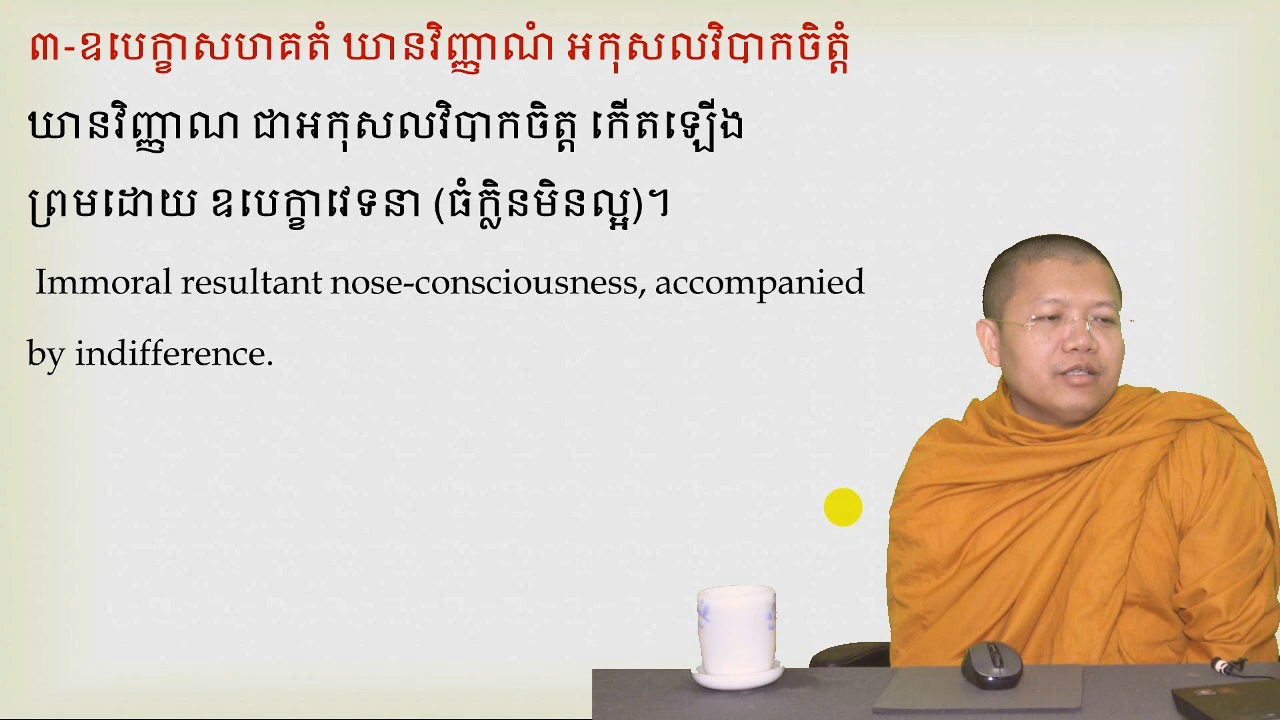 ៣-ឧបេក្ខាសហគតំ ឃានវិញ្ញាណំ អកុសលវិបាកចិត្តំ
ឃានវិញ្ញាណ ជាអកុសលវិបាកចិត្ត កើតឡើង
ព្រមដោយ ឧបេក្ខាវេទនា (ធំក្លិនមិនល្អ)។
Immoral resultant nose-consciousness, accompanied
by indifference.